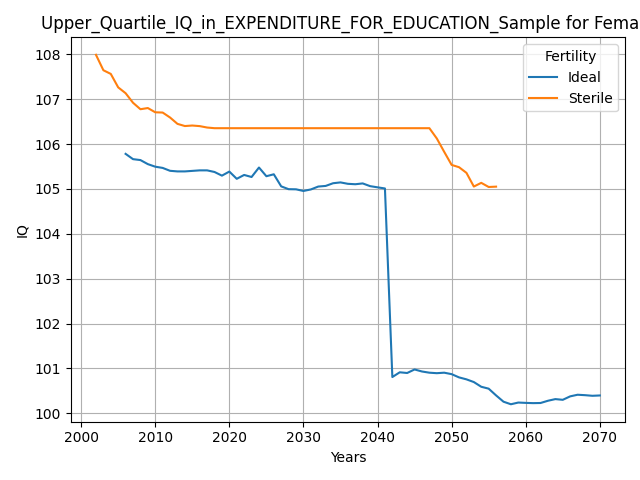 Upper_Quartile_IQ_in_EXPENDITURE_FOR_EDUCATION_Sample for Fema
Fertility
Ideal
Sterile
108
107
106
105
104
103
102
101
100
IQ
2000 2010 2020 2030 2040 2050 2060 2070
Years